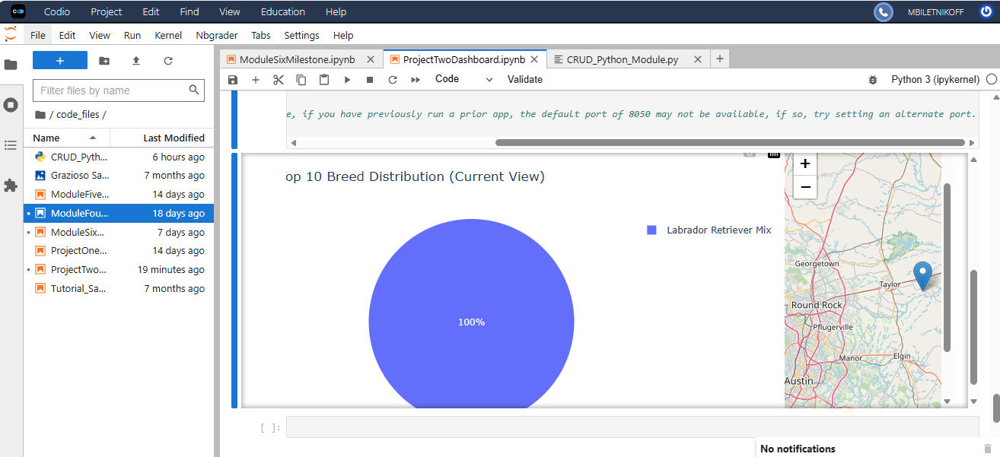 Codio Project Edit Find View Education Help MBILETNIKOFF
File Edit View Run Kernel Nbgrader Tabs Settings Help
+
Filter files by name
/ code_files /
Name Last Modified
CRUD_Pyth... 6 hours ago
Grazioso Sa... 7 months ago
ModuleFive... 14 days ago
ModuleFou... 18 days ago
ModuleSix... 7 days ago
ProjectOne... 14 days ago
ProjectTwo... 19 minutes ago
Tutorial_Sa... 7 months ago
ModuleSixMilestone.ipynb ProjectTwoDashboard.ipynb CRUD_Python_Module.py
Code Validate Python 3 (ipykernel)
e, if you have previously run a prior app, the default port of 8050 may not be available, if so, try setting an alternate port.
op 10 Breed Distribution (Current View)
Labrador Retriever Mix
100%
+
−
Georgetown
Taylor
Round Rock
Pflugerville
Manor
Elgin
Austin
[ ]:
No notifications